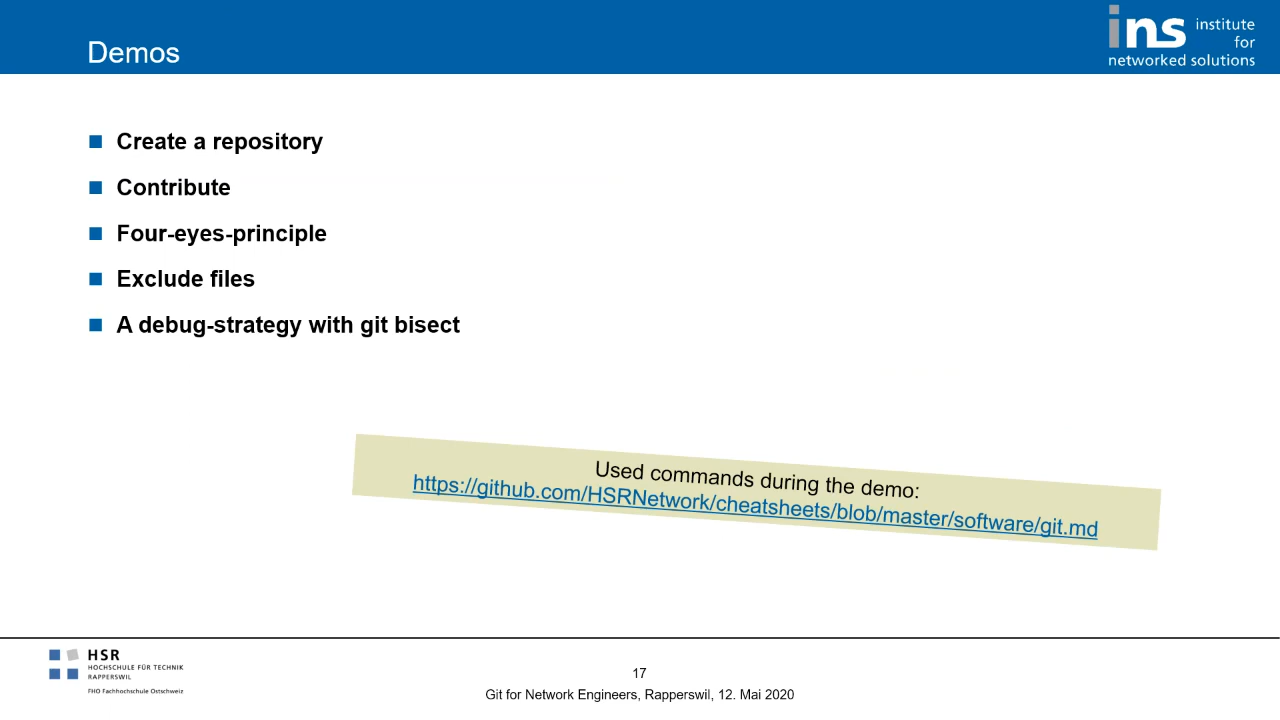 Demos
ins institute
for
networked solutions
Create a repository
Contribute
Four-eyes-principle
Exclude files
A debug-strategy with git bisect
Used commands during the demo:
https://github.com/HSRNetwork/cheatsheets/blob/master/software/git.md
HSR
HOCHSCHULE FÜR TECHNIK
RAPPERSWIL
FHO Fachhochschule Ostschweiz
17
Git for Network Engineers, Rapperswil, 12. Mai 2020